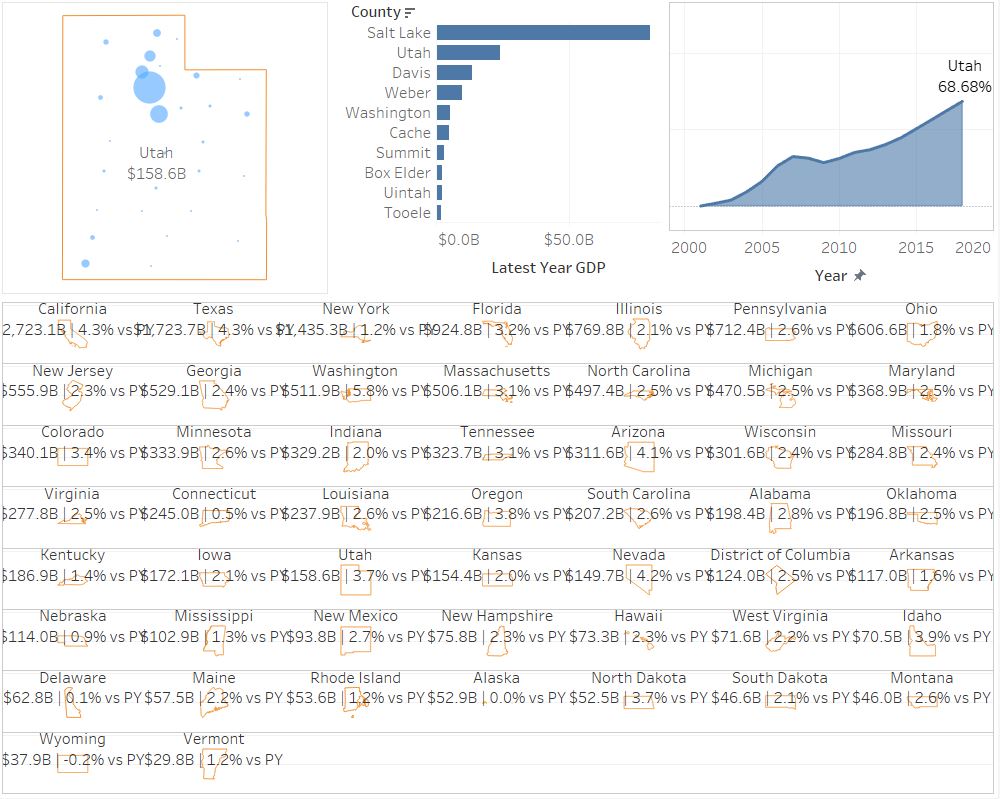 Utah
$158.6B
County
Salt Lake
Utah
Davis
Weber
Washington
Cache
Summit
Box Elder
Uintah
Tooele
$0.0B $50.0B
Latest Year GDP
Utah
68.68%
2000 2005 2010 2015 2020
Year
California Texas New York Florida Illinois Pennsylvania Ohio
2,723.1B | 4.3% vs PY $1,723.7B | 4.3% vs PY $1,435.3B | 1.2% vs PY $924.8B | 3.2% vs PY $769.8B | 2.1% vs PY $712.4B | 2.6% vs PY $606.6B | 1.8% vs PY
New Jersey Georgia Washington Massachusetts North Carolina Michigan Maryland
$555.9B | 2.3% vs PY $529.1B | 2.4% vs PY $511.9B | 5.8% vs PY $506.1B | 3.1% vs PY $497.4B | 2.5% vs PY $470.5B | 2.5% vs PY $368.9B | 2.5% vs PY
Colorado Minnesota Indiana Tennessee Arizona Wisconsin Missouri
$340.1B | 3.4% vs PY $333.9B | 2.6% vs PY $329.2B | 2.0% vs PY $323.7B | 3.1% vs PY $311.6B | 4.1% vs PY $301.6B | 2.4% vs PY $284.8B | 2.4% vs PY
Virginia Connecticut Louisiana Oregon South Carolina Alabama Oklahoma
$277.8B | 2.5% vs PY $245.0B | 0.5% vs PY $237.9B | 2.6% vs PY $216.6B | 3.8% vs PY $207.2B | 2.6% vs PY $198.4B | 2.8% vs PY $196.8B | 2.5% vs PY
Kentucky Iowa Utah Kansas Nevada District of Columbia Arkansas
$186.9B | 1.4% vs PY $172.1B | 2.1% vs PY $158.6B | 3.7% vs PY $154.4B | 2.0% vs PY $149.7B | 4.2% vs PY $124.0B | 2.5% vs PY $117.0B | 1.6% vs PY
Nebraska Mississippi New Mexico New Hampshire Hawaii West Virginia Idaho
$114.0B | 0.9% vs PY $102.9B | 1.3% vs PY $93.8B | 2.7% vs PY $75.8B | 2.3% vs PY $73.3B | 2.3% vs PY $71.6B | 2.2% vs PY $70.5B | 3.9% vs PY
Delaware Maine Rhode Island Alaska North Dakota South Dakota Montana
$62.8B | 0.1% vs PY $57.5B | 2.2% vs PY $53.6B | 1.2% vs PY $52.9B | 0.0% vs PY $52.5B | 3.7% vs PY $46.6B | 2.1% vs PY $46.0B | 2.6% vs PY
Wyoming Vermont
$37.9B | -0.2% vs PY $29.8B | 1.2% vs PY